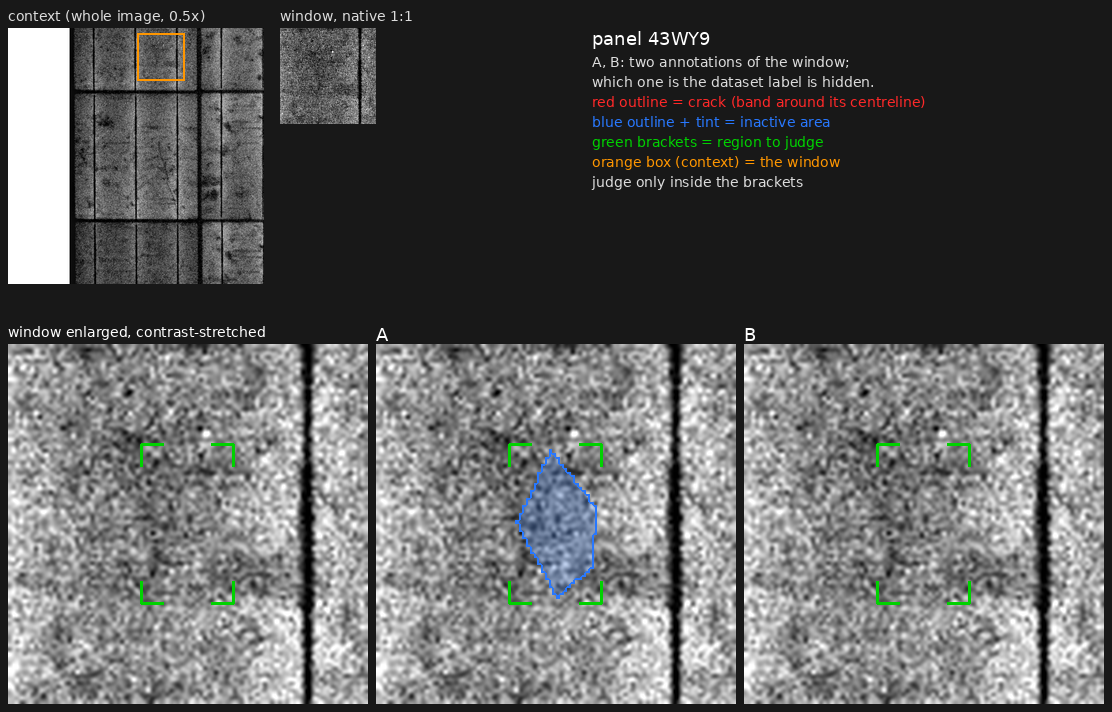 context (whole image, 0.5x)
window, native 1:1
panel 43WY9
A, B: two annotations of the window;
which one is the dataset label is hidden.
red outline = crack (band around its centreline)
blue outline + tint = inactive area
green brackets = region to judge
orange box (context) = the window
judge only inside the brackets
window enlarged, contrast-stretched
A
B